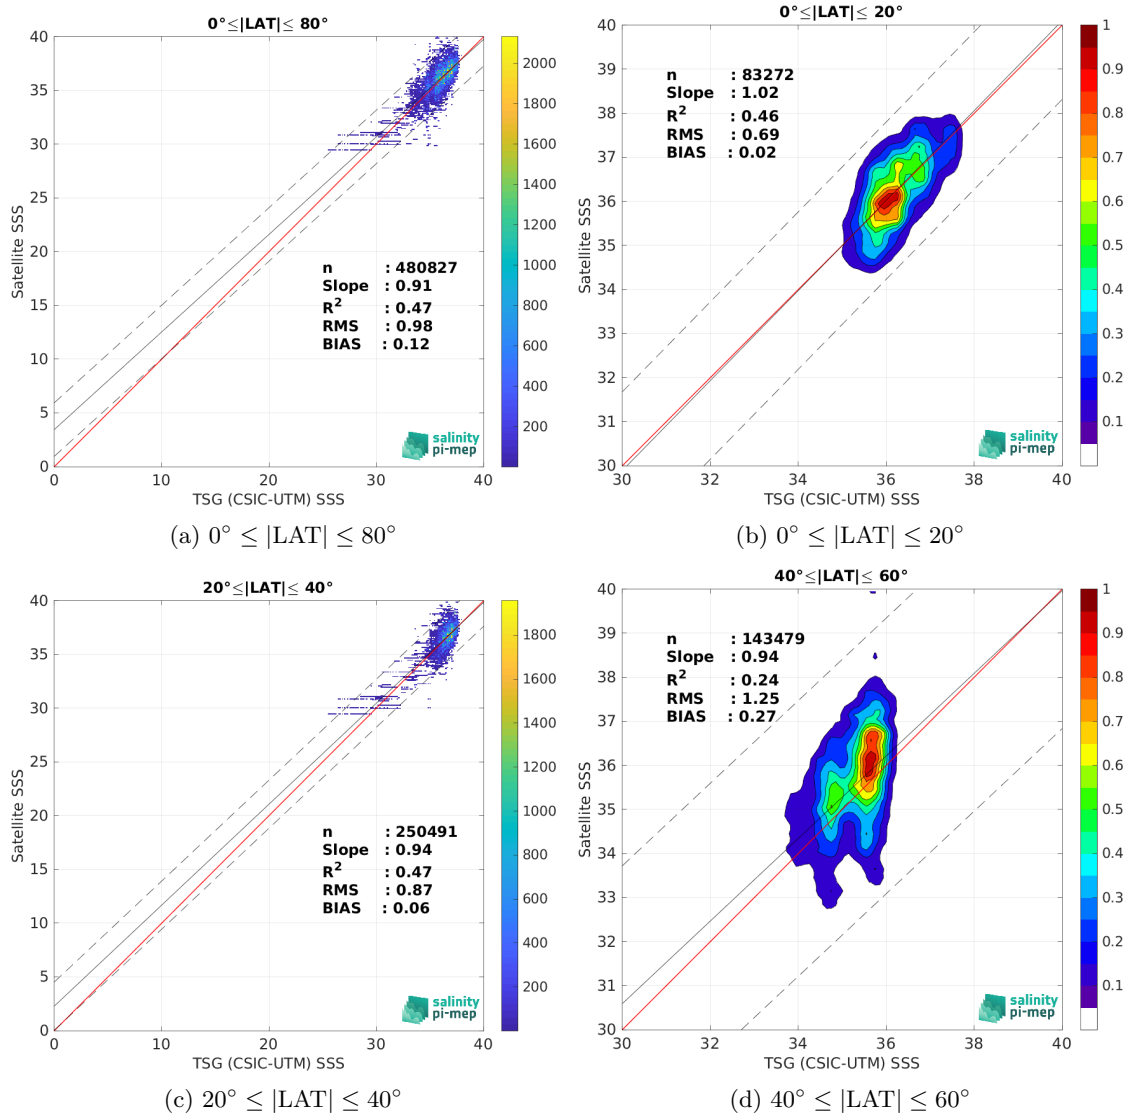 0°≤|LAT|≤ 80°
40
35
30
25
20
15
10
5
0
0
10
20
30
40
Satellite SSS
TSG (CSIC-UTM) SSS
n : 480827
Slope : 0.91
R² : 0.47
RMS : 0.98
BIAS : 0.12
salinity
pi-mep
2000
1800
1600
1400
1200
1000
800
600
400
200
(a) 0° ≤ |LAT| ≤ 80°
0°≤|LAT|≤ 20°
40
39
38
37
36
35
34
33
32
31
30
30
32
34
36
38
40
Satellite SSS
TSG (CSIC-UTM) SSS
n : 83272
Slope : 1.02
R² : 0.46
RMS : 0.69
BIAS : 0.02
salinity
pi-mep
1
0.9
0.8
0.7
0.6
0.5
0.4
0.3
0.2
0.1
(b) 0° ≤ |LAT| ≤ 20°
20°≤|LAT|≤ 40°
40
35
30
25
20
15
10
5
0
0
10
20
30
40
Satellite SSS
TSG (CSIC-UTM) SSS
n : 250491
Slope : 0.94
R² : 0.47
RMS : 0.87
BIAS : 0.06
salinity
pi-mep
1800
1600
1400
1200
1000
800
600
400
200
(c) 20° ≤ |LAT| ≤ 40°
40°≤|LAT|≤ 60°
40
39
38
37
36
35
34
33
32
31
30
30
32
34
36
38
40
Satellite SSS
TSG (CSIC-UTM) SSS
n : 143479
Slope : 0.94
R² : 0.24
RMS : 1.25
BIAS : 0.27
salinity
pi-mep
1
0.9
0.8
0.7
0.6
0.5
0.4
0.3
0.2
0.1
(d) 40° ≤ |LAT| ≤ 60°